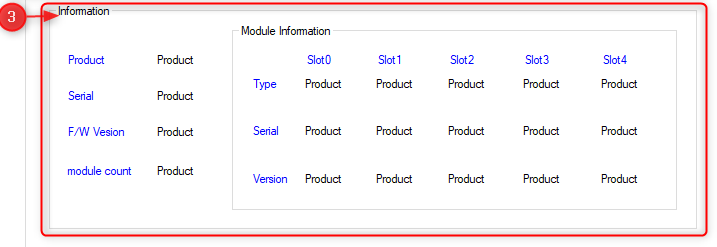 3
Information
Module Information
Slot0 Slot1 Slot2 Slot3 Slot4
Product Product
Type Product Product Product Product Product
Serial Product
F/W Vesion Product
Serial Product Product Product Product Product
module count Product
Version Product Product Product Product Product